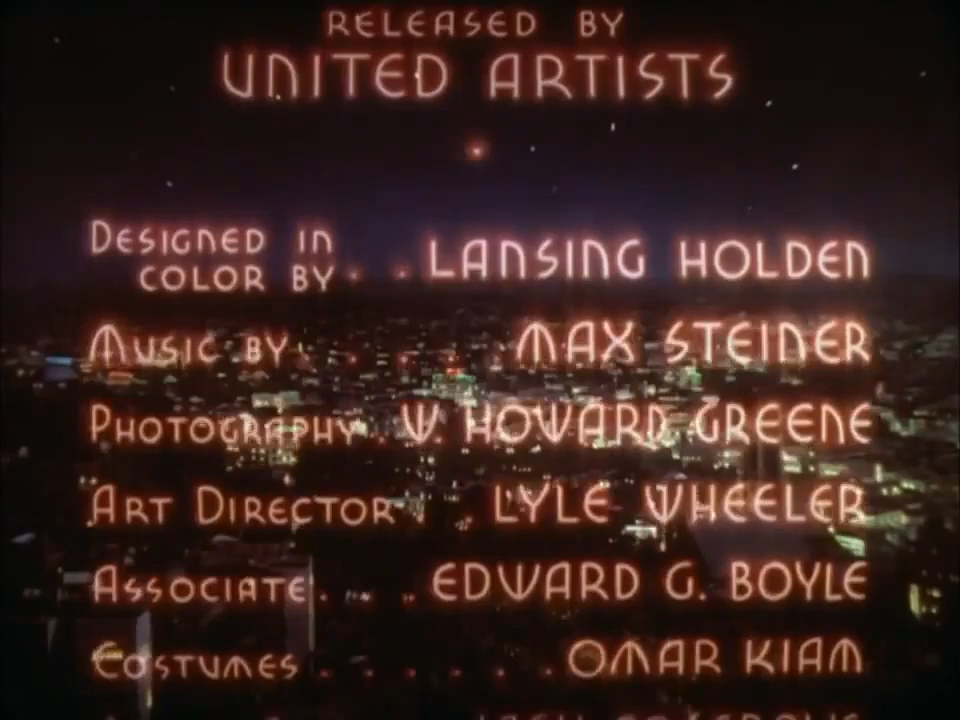 RELEASED BY
UNITED ARTISTS
DESIGNED IN
COLOR BY . . LANSING HOLDEN
MUSIC BY . . . MAX STEINER
PHOTOGRAPHY . W. HOWARD GREENE
ART DIRECTOR . LYLE WHEELER
ASSOCIATE . . . EDWARD G. BOYLE
COSTUMES . . . . . . OMAR KIAM